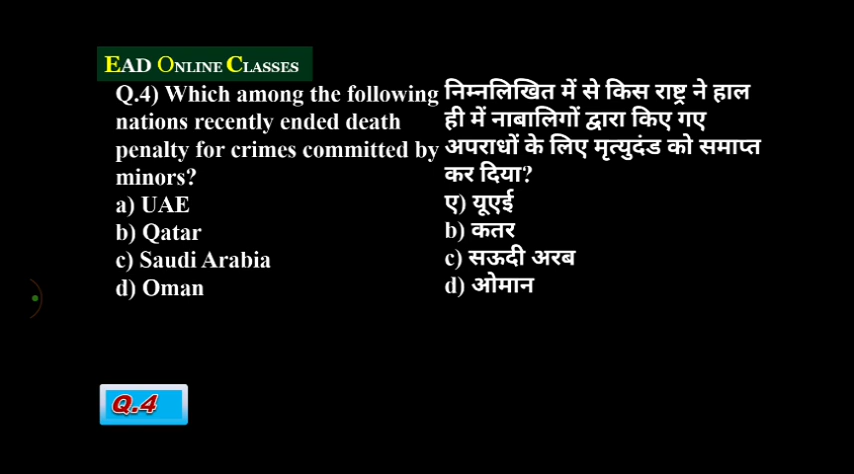 EAD ONLINE CLASSES
Q.4) Which among the following
nations recently ended death
penalty for crimes committed by
minors?
a) UAE
b) Qatar
c) Saudi Arabia
d) Oman
निम्नलिखित में से किस राष्ट्र ने हाल
ही में नाबालिगों द्वारा किए गए
अपराधों के लिए मृत्युदंड को समाप्त
कर दिया?
ए) यूएई
b) कतर
c) सऊदी अरब
d) ओमान
Q.4